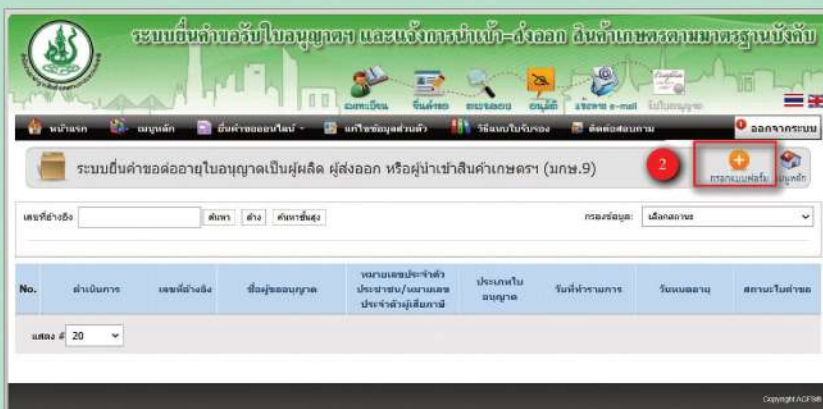 ระบบยื่นคำขอรับใบอนุญาตฯ และแจ้งการนำเข้า-ส่งออก สินค้าเกษตรตามมาตรฐานบังคับ
ลงทะเบียน ยื่นคำขอ ตรวจสอบ อนุมัติ แจ้งทาง e-mail รับใบอนุญาต
หน้าแรก เมนูหลัก ยื่นคำขอออนไลน์ แก้ไขข้อมูลส่วนตัว วิธีแนบใบรับรอง ติดต่อสอบถาม ออกจากระบบ
ระบบยื่นคำขอต่ออายุใบอนุญาตเป็นผู้ผลิต ผู้ส่งออก หรือผู้นำเข้าสินค้าเกษตรฯ (มกษ.9) 2 กรอกแบบฟอร์ม เมนูหลัก
เลขที่อ้างอิง ค้นหา ล้าง ค้นหาขั้นสูง กรองข้อมูล: เลือกสถานะ
No. ดำเนินการ เลขที่อ้างอิง ชื่อผู้ขออนุญาต หมายเลขประจำตัว
ประชาชน/หมายเลข
ประจำตัวผู้เสียภาษี ประเภทใบ
อนุญาต วันที่ทำรายการ วันหมดอายุ สถานะใบคำขอ
แสดง # 20
Copyright ACFS®